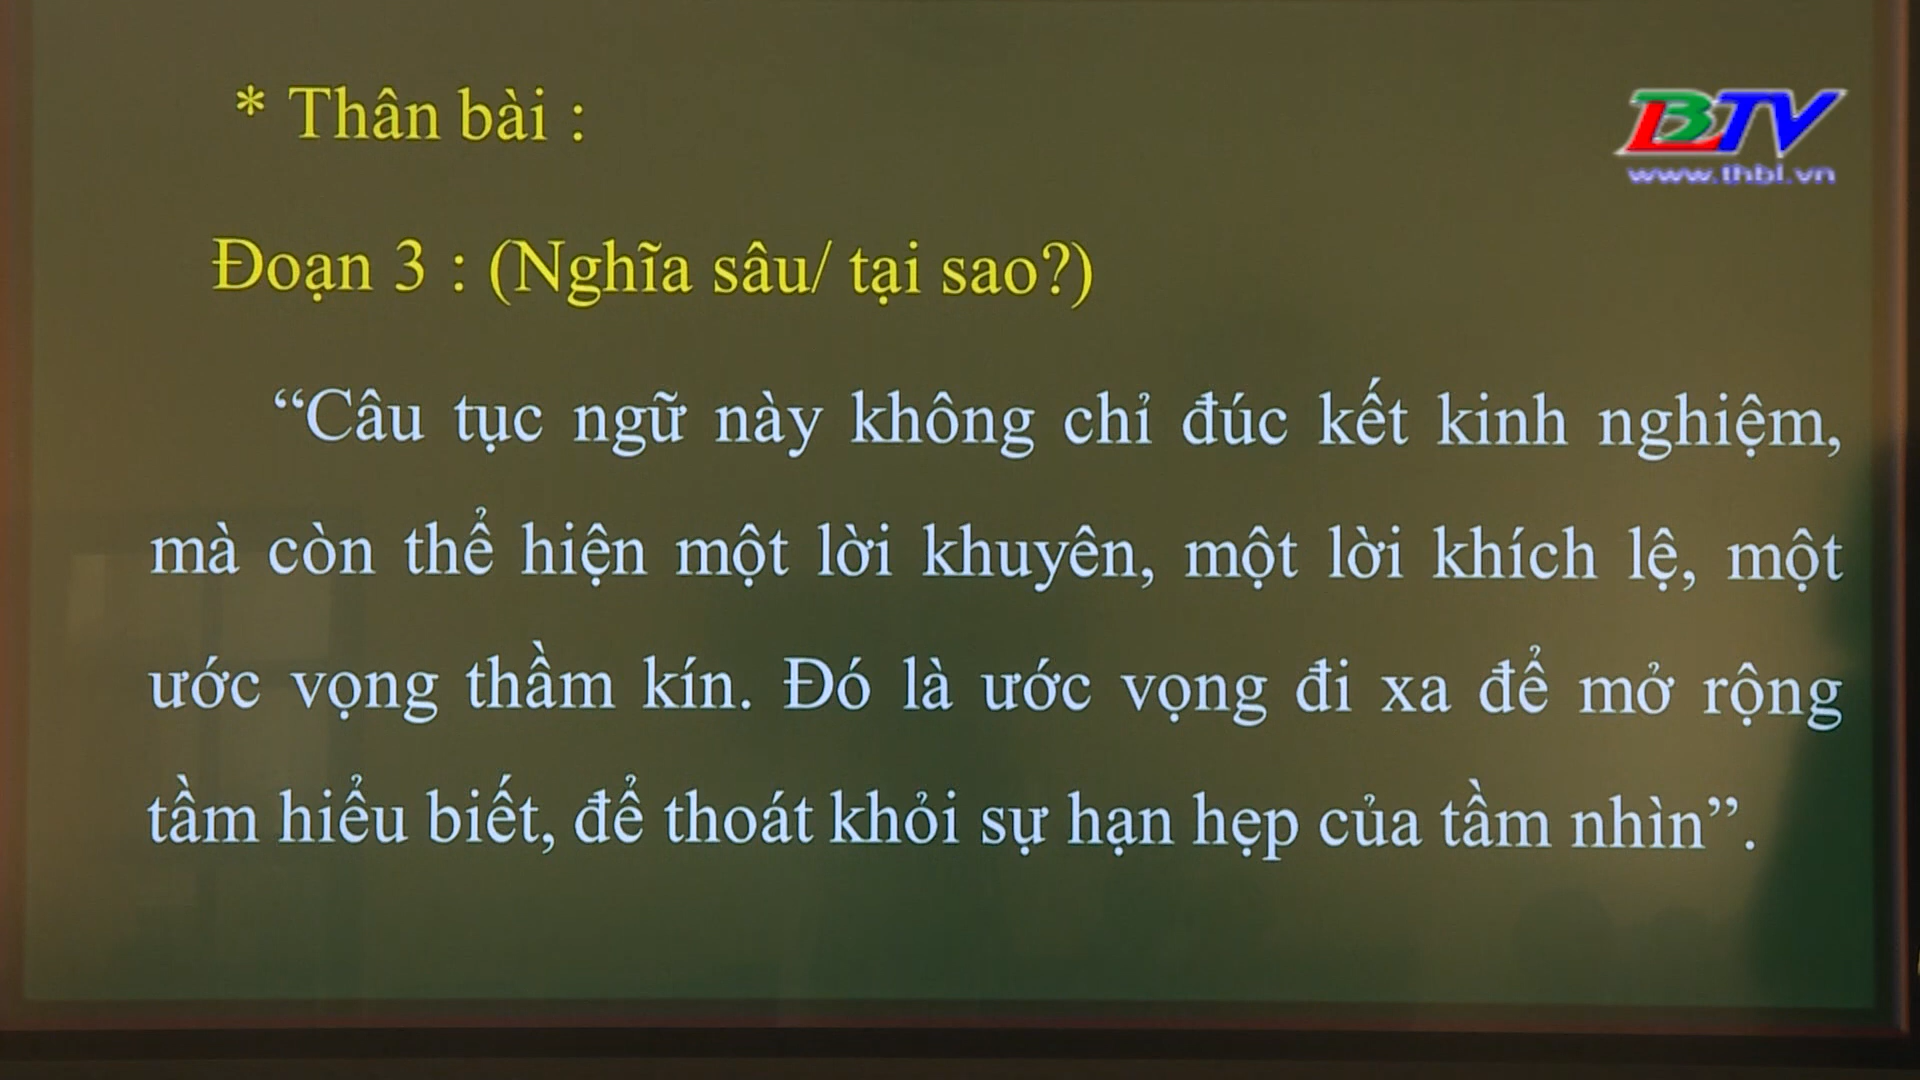 * Thân bài :
BTV
www.thbl.vn
Đoạn 3 : (Nghĩa sâu/ tại sao?)
“Câu tục ngữ này không chỉ đúc kết kinh nghiệm,
mà còn thể hiện một lời khuyên, một lời khích lệ, một
ước vọng thầm kín. Đó là ước vọng đi xa để mở rộng
tầm hiểu biết, để thoát khỏi sự hạn hẹp của tầm nhìn”.